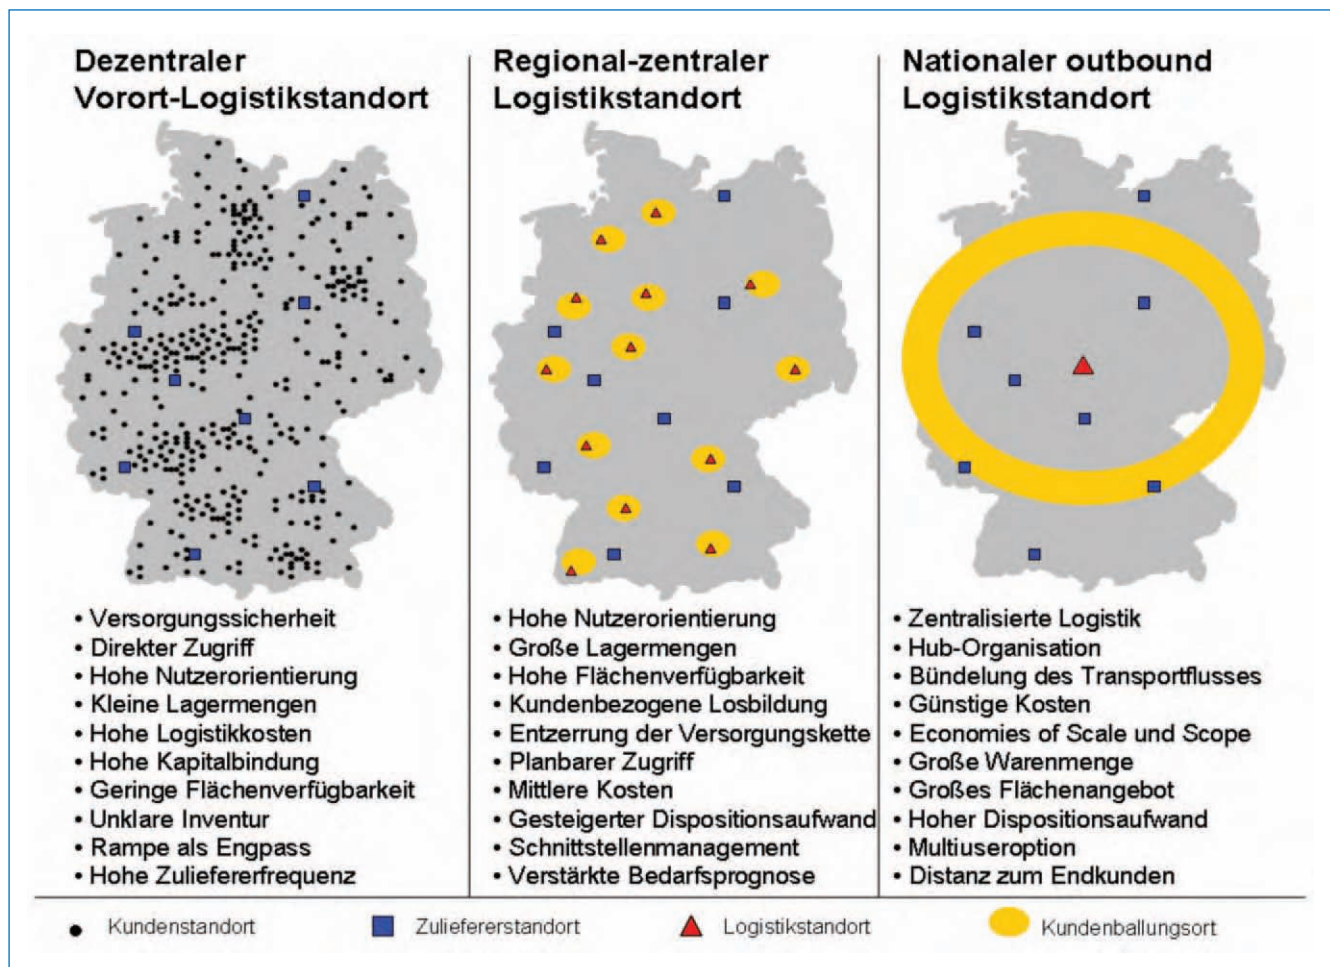 Dezentraler
Vorort-Logistikstandort
• Versorgungssicherheit
• Direkter Zugriff
• Hohe Nutzerorientierung
• Kleine Lagermengen
• Hohe Logistikkosten
• Hohe Kapitalbindung
• Geringe Flächenverfügbarkeit
• Unklare Inventur
• Rampe als Engpass
• Hohe Zuliefererfrequenz
Regional-zentraler
Logistikstandort
• Hohe Nutzerorientierung
• Große Lagermengen
• Hohe Flächenverfügbarkeit
• Kundenbezogene Losbildung
• Entzerrung der Versorgungskette
• Planbarer Zugriff
• Mittlere Kosten
• Gesteigerter Dispositionsaufwand
• Schnittstellenmanagement
• Verstärkte Bedarfsprognose
Nationaler outbound
Logistikstandort
• Zentralisierte Logistik
• Hub-Organisation
• Bündelung des Transportflusses
• Günstige Kosten
• Economies of Scale und Scope
• Große Warenmenge
• Großes Flächenangebot
• Hoher Dispositionsaufwand
• Multiuseroption
• Distanz zum Endkunden
Kundenstandort
Zuliefererstandort
Logistikstandort
Kundenballungsort